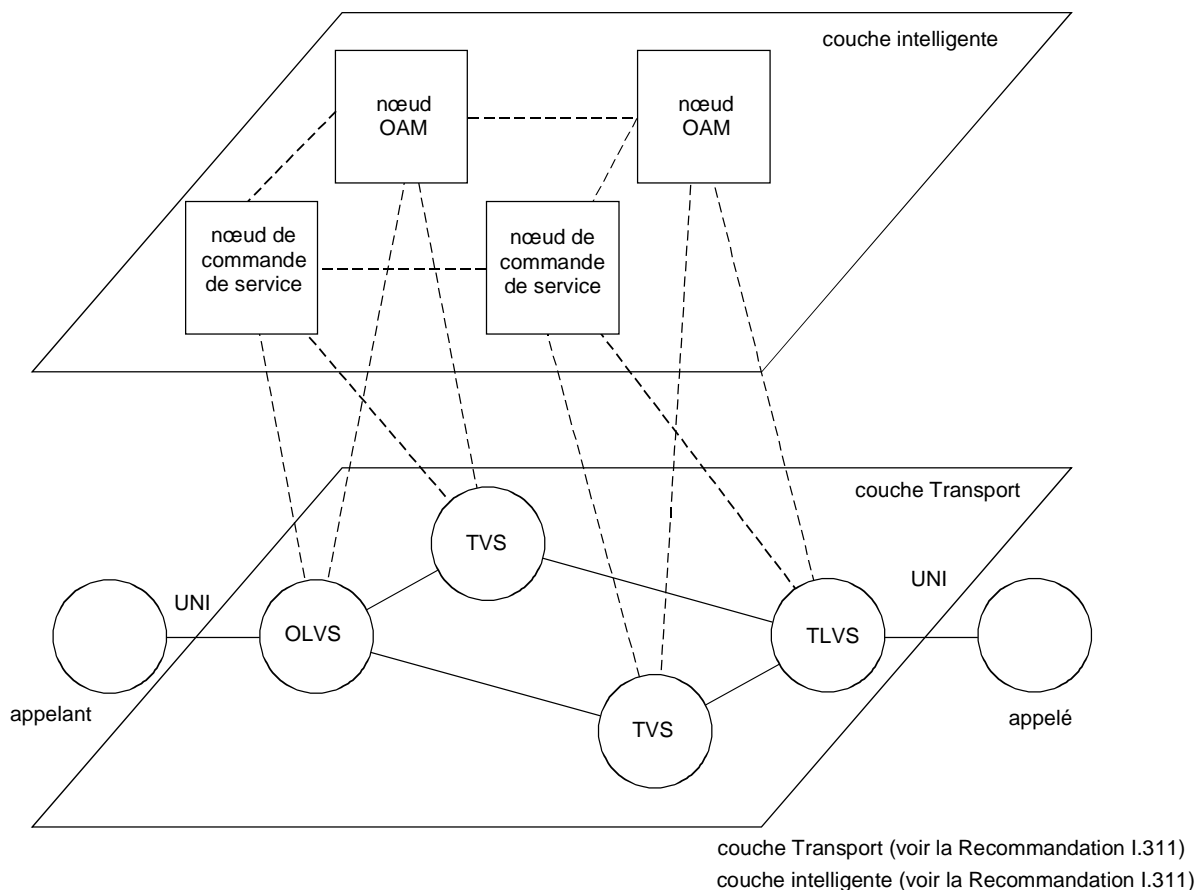 couche intelligente
nœud
OAM
nœud
OAM
nœud de
commande
de service
nœud de
commande
de service
couche Transport
TVS
UNI
UNI
OLVS
TLVS
appelant
TVS
appelé
couche Transport (voir la Recommandation I.311)
couche intelligente (voir la Recommandation I.311)